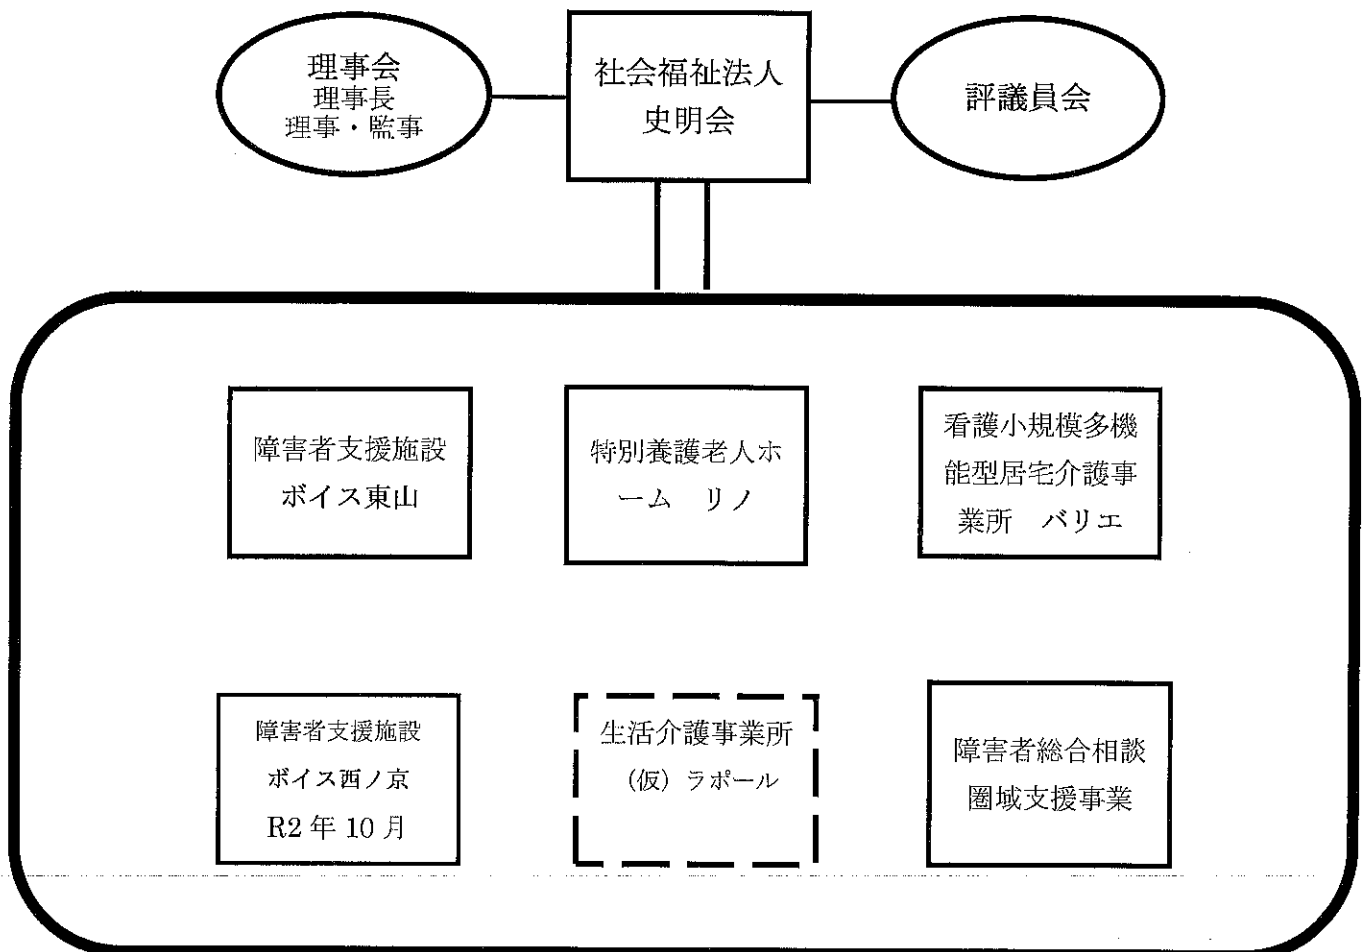 理事会
理事長
理事・監事
社会福祉法人
史明会
評議員会
障害者支援施設
ボイス東山
特別養護老人ホ
ーム　リノ
看護小規模多機
能型居宅介護事
業所　バリエ
障害者支援施設
ボイス西ノ京
R2 年 10 月
生活介護事業所
（仮）ラポール
障害者総合相談
圏域支援事業